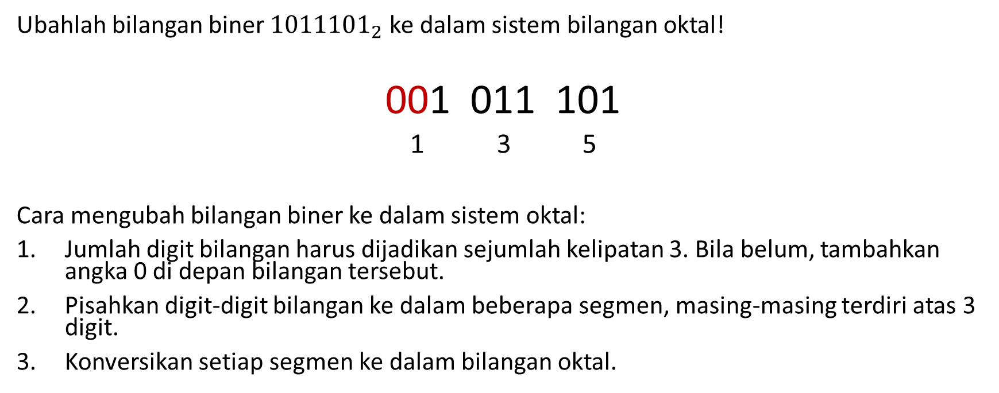 Ubahlah bilangan biner 1011101₂ ke dalam sistem bilangan oktal!
001 011 101
1 3 5
Cara mengubah bilangan biner ke dalam sistem oktal:
1. Jumlah digit bilangan harus dijadikan sejumlah kelipatan 3. Bila belum, tambahkan
angka 0 di depan bilangan tersebut.
2. Pisahkan digit-digit bilangan ke dalam beberapa segmen, masing-masing terdiri atas 3
digit.
3. Konversikan setiap segmen ke dalam bilangan oktal.